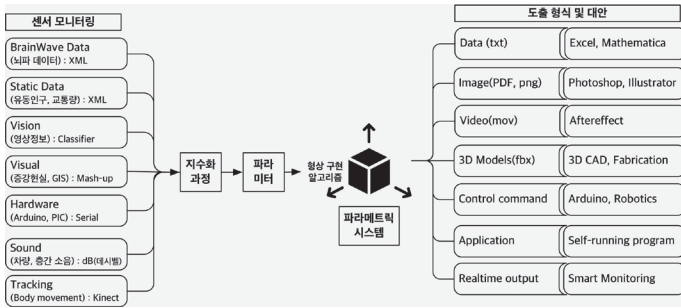 센서 모니터링
BrainWave Data
(뇌파 데이터) : XML
Static Data
(유동인구, 교통량) : XML
Vision
(영상정보) : Classifier
Visual
(증강현실, GIS) : Mash-up
Hardware
(Arduino, PIC) : Serial
Sound
(차량, 층간 소음) : dB(데시벨)
Tracking
(Body movement) : Kinect
지수화
과정
파라
미터
형상 구현
알고리즘
파라메트릭
시스템
도출 형식 및 대안
Data (txt)
Excel, Mathematica
Image(PDF, png)
Photoshop, Illustrator
Video(mov)
Aftereffect
3D Models(fbx)
3D CAD, Fabrication
Control command
Arduino, Robotics
Application
Self-running program
Realtime output
Smart Monitoring